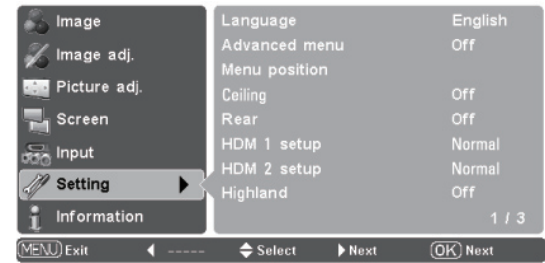 Image
Image adj.
Picture adj.
Screen
Input
Setting
Information
Language English
Advanced menu Off
Menu position
Ceiling Off
Rear Off
HDM 1 setup Normal
HDM 2 setup Normal
Highland Off
1 / 3
MENU Exit ----- Select Next OK Next